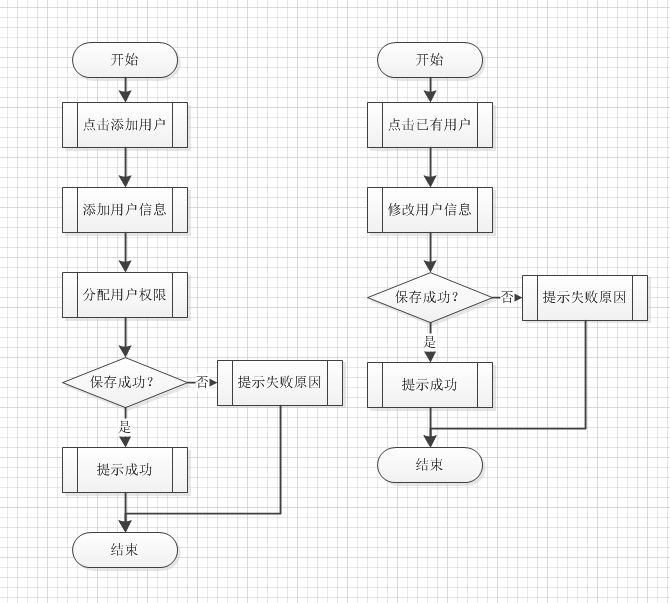 开始
点击添加用户
添加用户信息
分配用户权限
保存成功?
否
提示失败原因
是
提示成功
结束
开始
点击已有用户
修改用户信息
保存成功?
否
提示失败原因
是
提示成功
结束